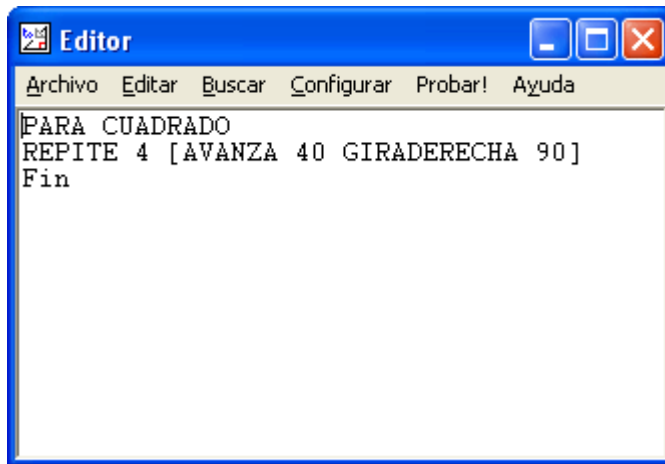 Editor
Archivo Editar Buscar Configurar Probar! Ayuda
PARA CUADRADO
REPITE 4 [AVANZA 40 GIRADERECHA 90]
Fin